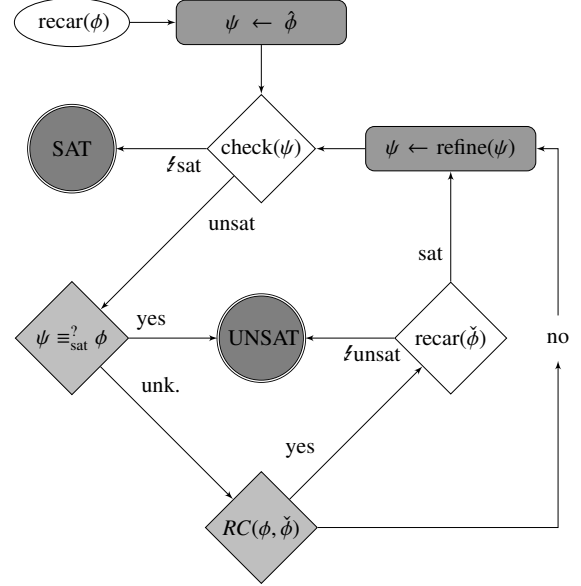 recar(ϕ)
ψ ← ϕ̂
SAT
check(ψ)
ψ ← refine(ψ)
↯sat
unsat
sat
ψ ≡?sat ϕ
yes
UNSAT
↯unsat
recar(ϕ̌)
no
unk.
yes
RC(ϕ, ϕ̌)